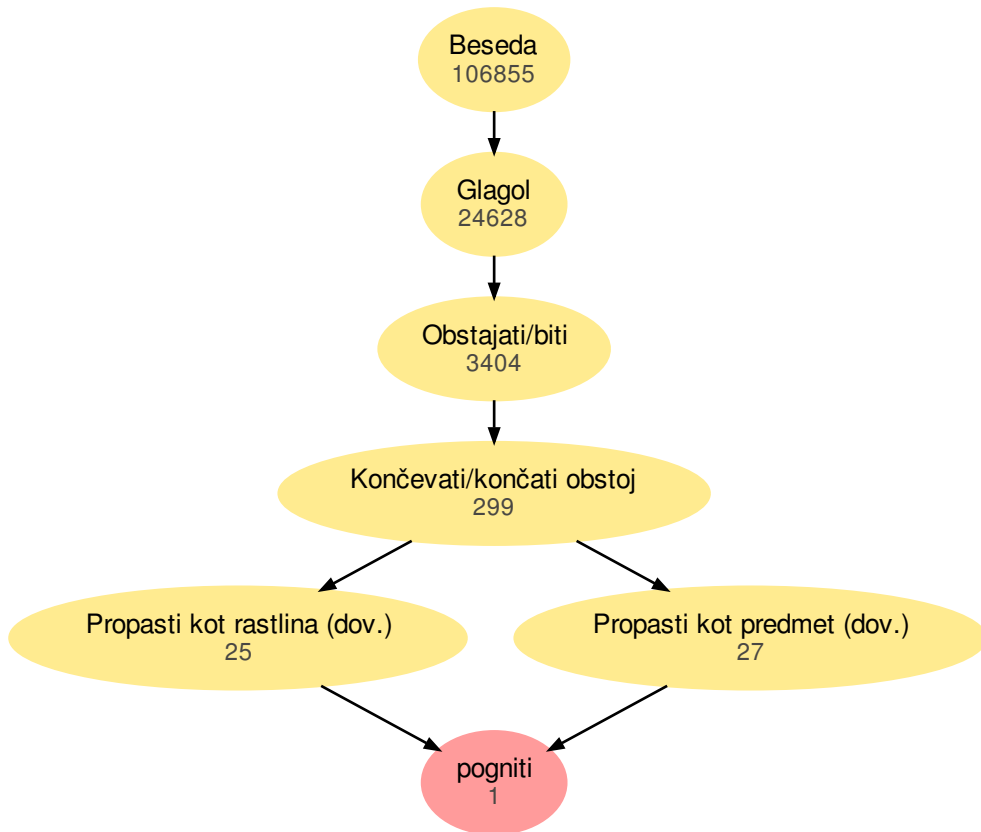 Beseda
106855
Glagol
24628
Obstajati/biti
3404
Končevati/končati obstoj
299
Propasti kot rastlina (dov.)
25
Propasti kot predmet (dov.)
27
pogniti
1